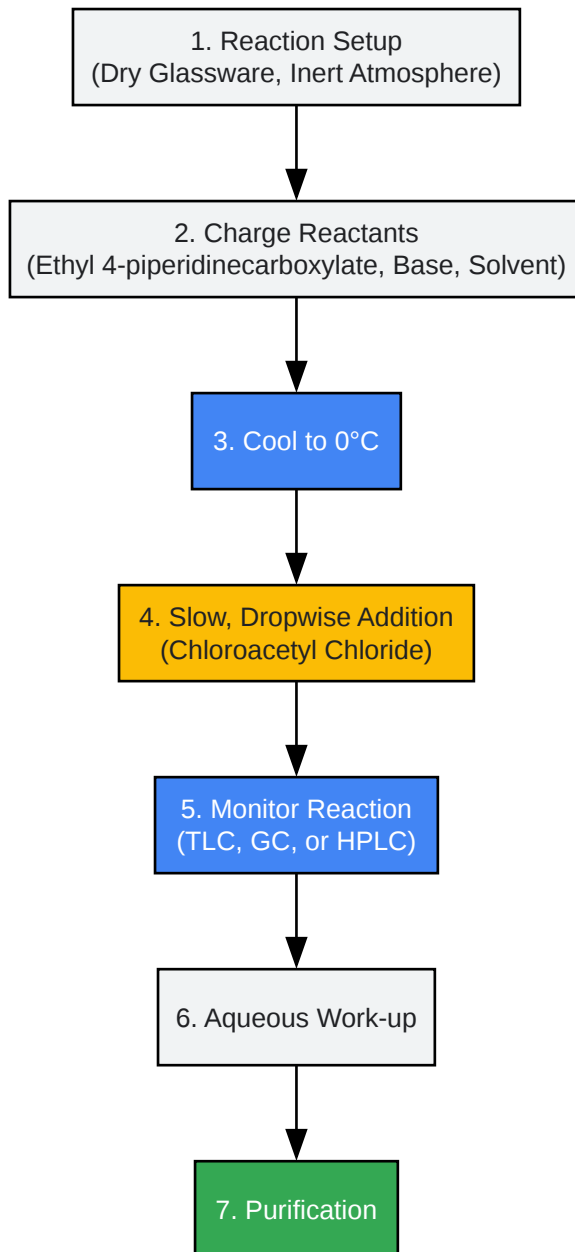 1. Reaction Setup
(Dry Glassware, Inert Atmosphere)
2. Charge Reactants
(Ethyl 4-piperidinecarboxylate, Base, Solvent)
3. Cool to 0°C
4. Slow, Dropwise Addition
(Chloroacetyl Chloride)
5. Monitor Reaction
(TLC, GC, or HPLC)
6. Aqueous Work-up
7. Purification